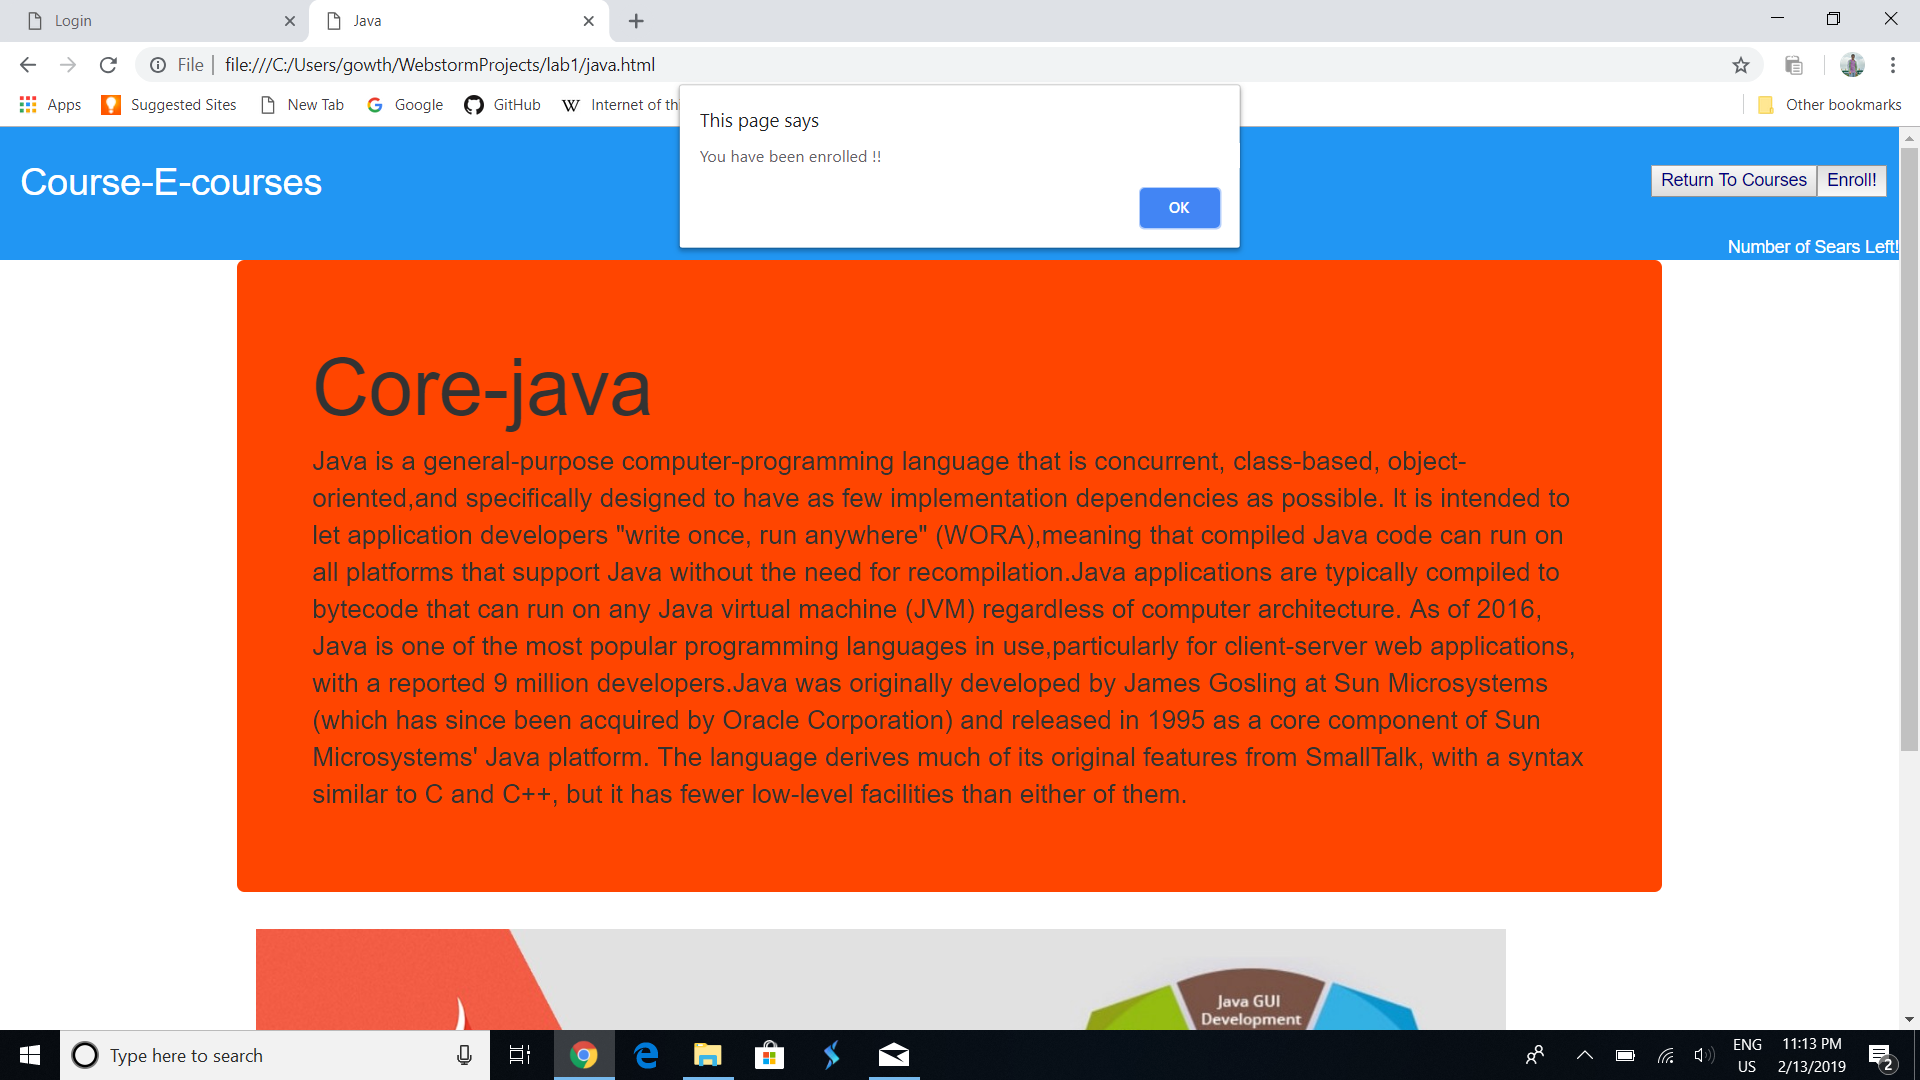 Login
Java
File
file:///C:/Users/gowth/WebstormProjects/lab1/java.html
Apps
Suggested Sites
New Tab
Google
GitHub
Internet of th
Other bookmarks
This page says
You have been enrolled !!
OK
Course-E-courses
Return To Courses
Enroll!
Number of Sears Left!
Core-java
Java is a general-purpose computer-programming language that is concurrent, class-based, object-
oriented,and specifically designed to have as few implementation dependencies as possible. It is intended to
let application developers "write once, run anywhere" (WORA),meaning that compiled Java code can run on
all platforms that support Java without the need for recompilation.Java applications are typically compiled to
bytecode that can run on any Java virtual machine (JVM) regardless of computer architecture. As of 2016,
Java is one of the most popular programming languages in use,particularly for client-server web applications,
with a reported 9 million developers.Java was originally developed by James Gosling at Sun Microsystems
(which has since been acquired by Oracle Corporation) and released in 1995 as a core component of Sun
Microsystems' Java platform. The language derives much of its original features from SmallTalk, with a syntax
similar to C and C++, but it has fewer low-level facilities than either of them.
Java GUI
Development
Type here to search
ENG
US
11:13 PM
2/13/2019
2